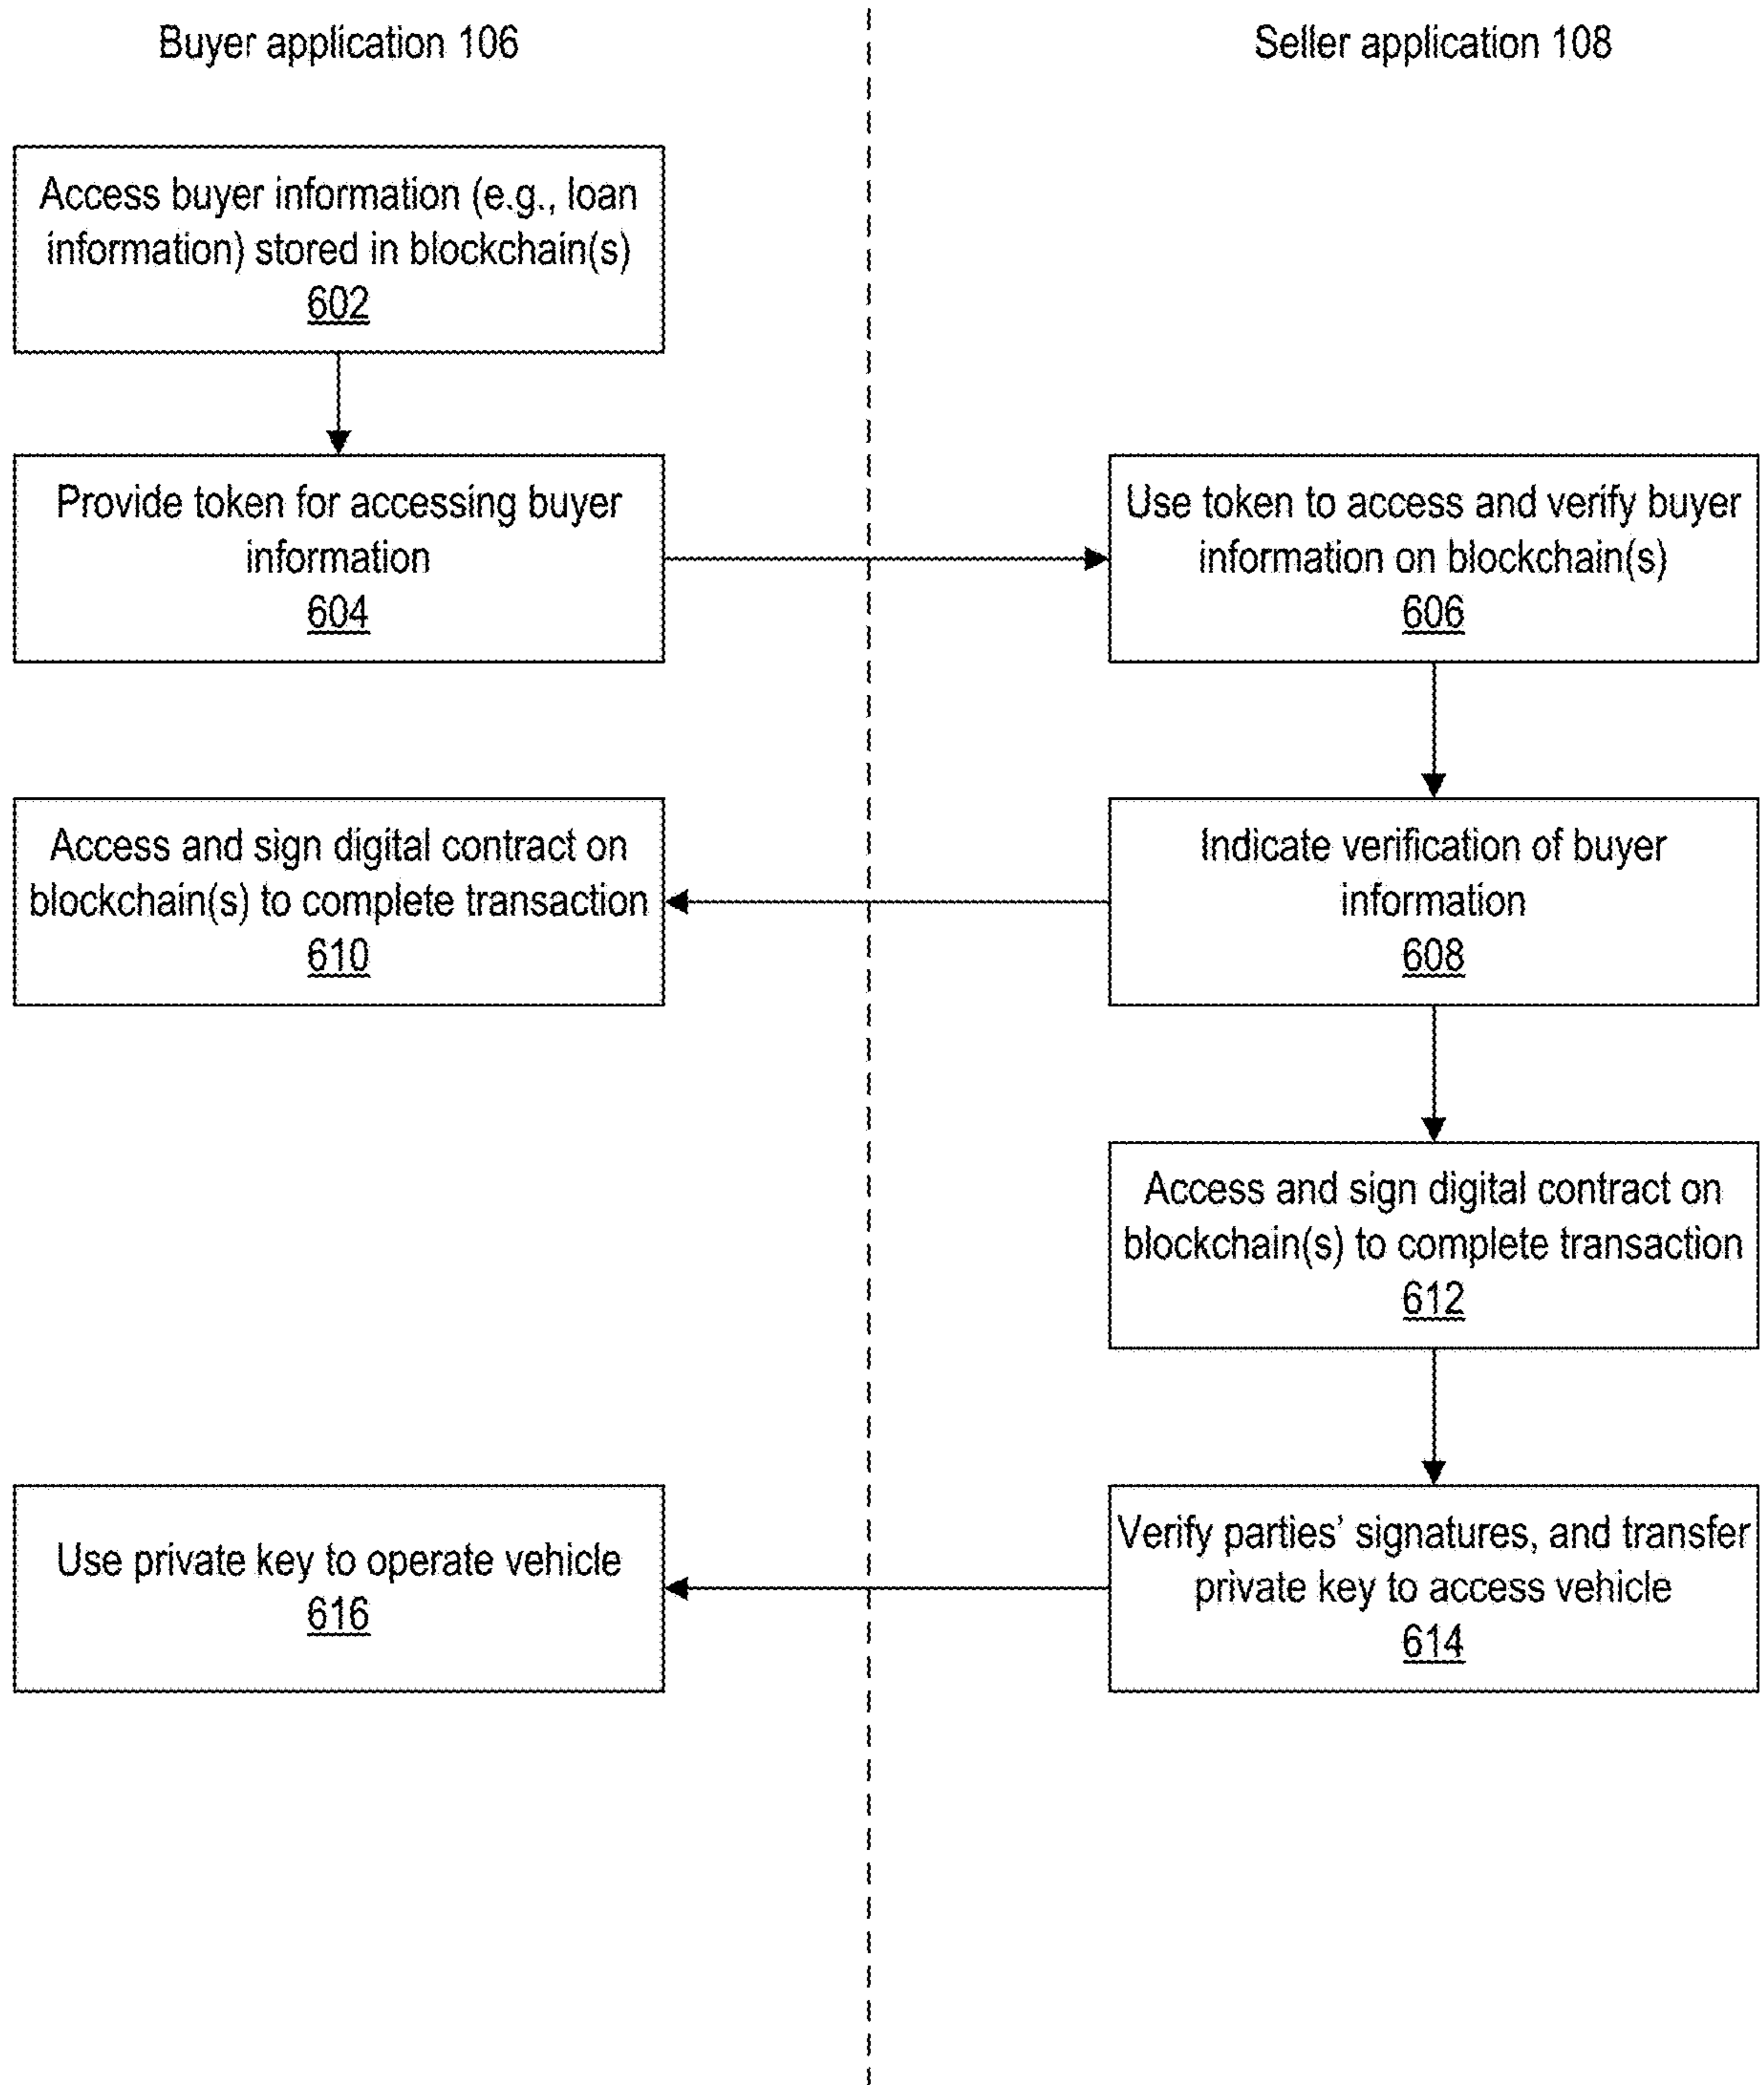 Buyer application 106
Seller application 108
Access buyer information (e.g., loan
information) stored in blockchain(s)
602
Provide token for accessing buyer
information
604
Use token to access and verify buyer
information on blockchain(s)
606
Access and sign digital contract on
blockchain(s) to complete transaction
610
Indicate verification of buyer
information
608
Access and sign digital contract on
blockchain(s) to complete transaction
612
Use private key to operate vehicle
616
Verify parties' signatures, and transfer
private key to access vehicle
614